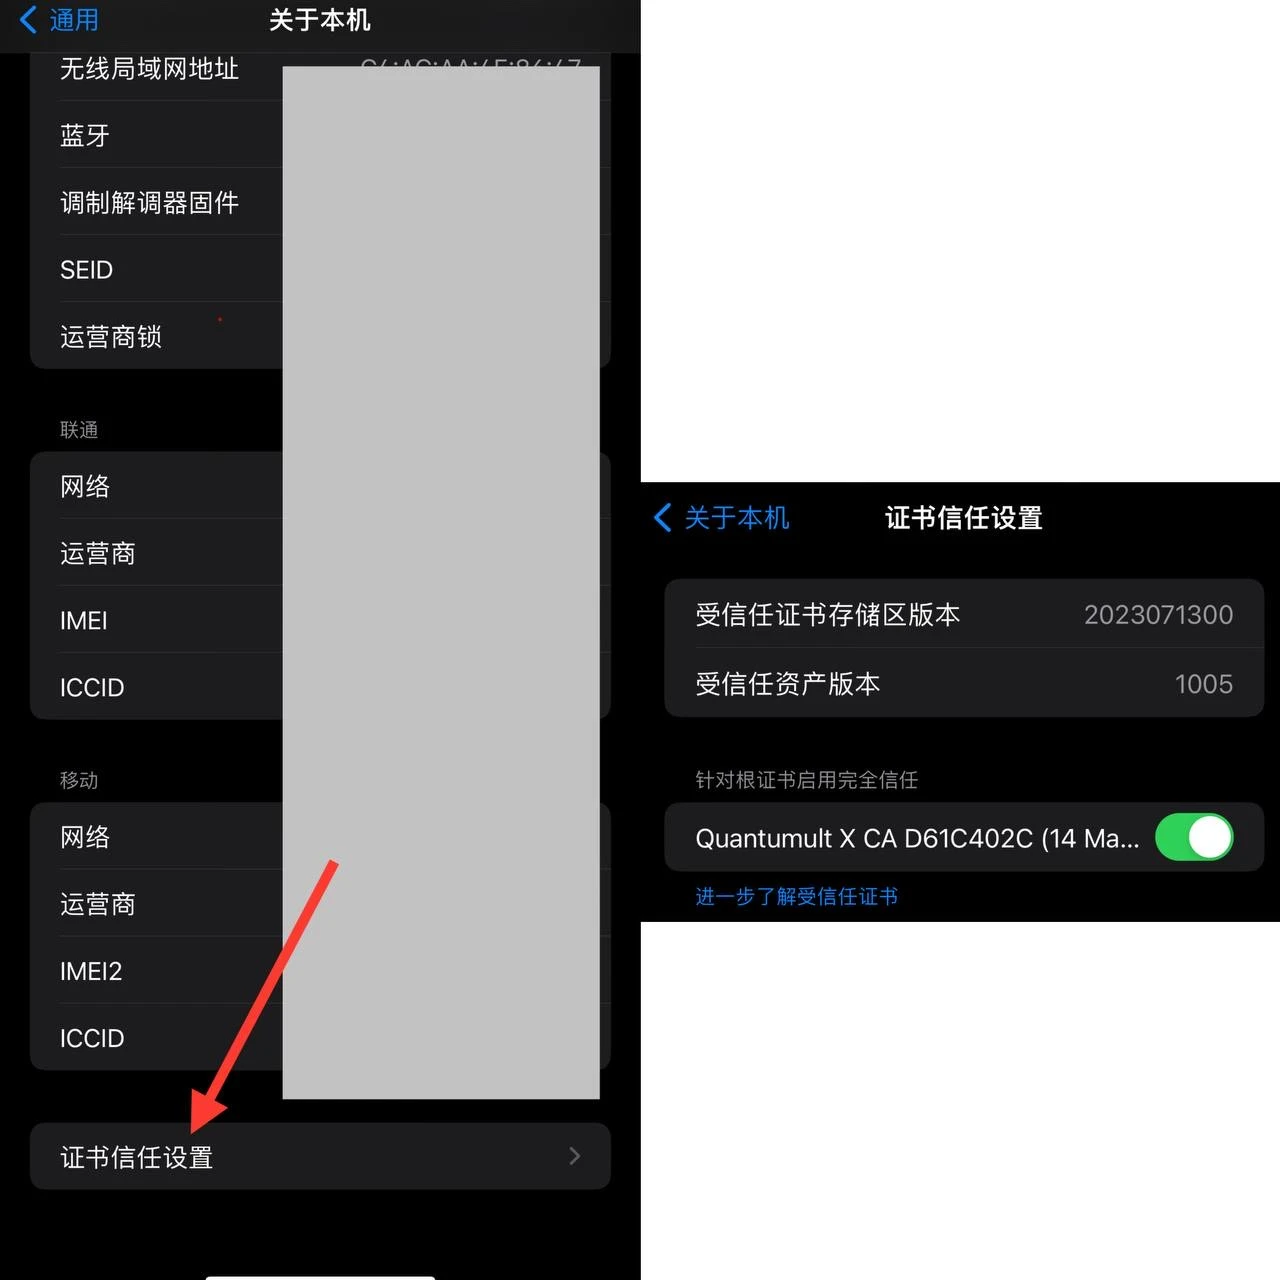 通用
关于本机
无线局域网地址
蓝牙
调制解调器固件
SEID
运营商锁
联通
网络
运营商
IMEI
ICCID
移动
网络
运营商
IMEI2
ICCID
证书信任设置
关于本机
证书信任设置
受信任证书存储区版本 2023071300
受信任资产版本 1005
针对根证书启用完全信任
Quantumult X CA D61C402C (14 Ma...
进一步了解受信任证书